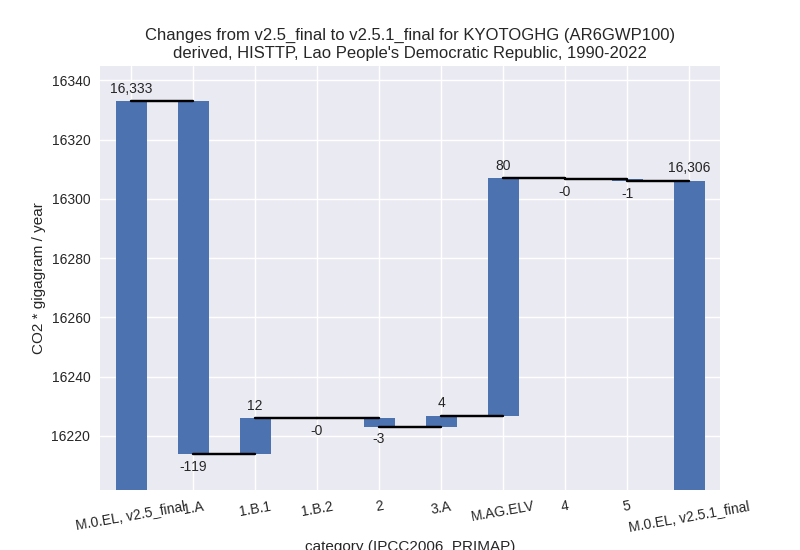 Changes from v2.5_final to v2.5.1_final for KYOTOGHG (AR6GWP100)
derived, HISTTP, Lao People's Democratic Republic, 1990-2022
CO2 * gigagram / year
16340
16320
16300
16280
16260
16240
16220
16,333
-119
12
-0
-3
4
80
-0
-1
16,306
M.0.EL, v2.5_final
1.A
1.B.1
1.B.2
2
3.A
M.AG.ELV
4
5
M.0.EL, v2.5.1_final
category (IPCC2006_PRIMAP)